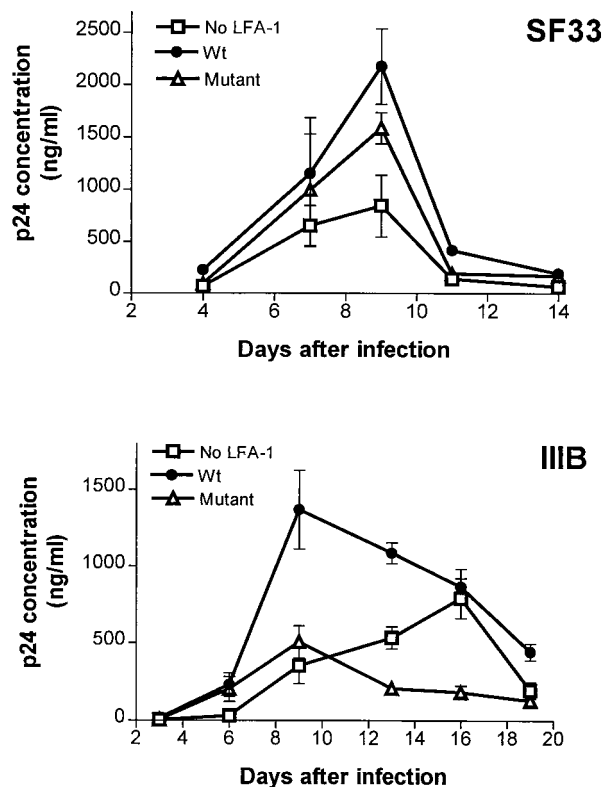 SF33
No LFA-1
Wt
Mutant
p24 concentration
(ng/ml)
2500
2000
1500
1000
500
0
2 4 6 8 10 12 14
Days after infection
IIIB
No LFA-1
Wt
Mutant
p24 concentration
(ng/ml)
1500
1000
500
0
2 4 6 8 10 12 14 16 18 20
Days after infection